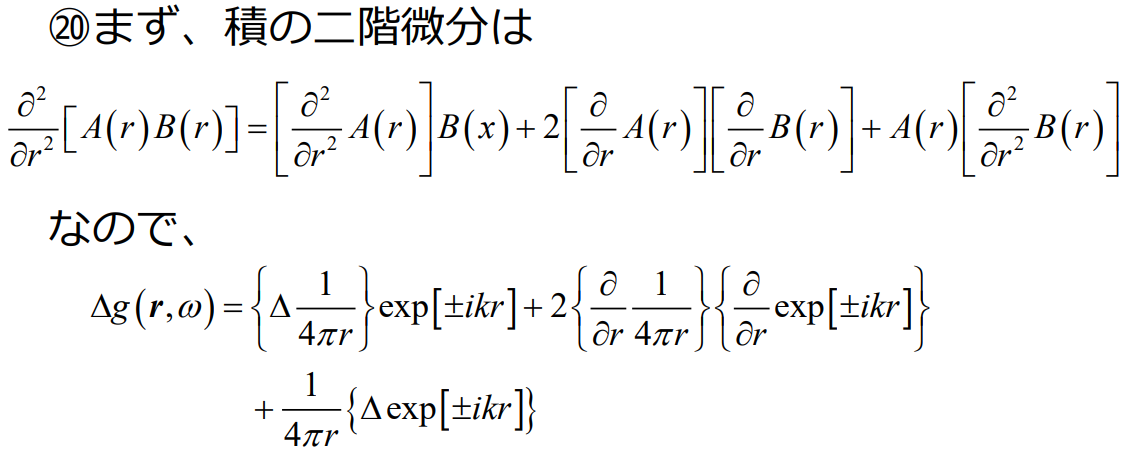 ⑳まず、積の二階微分は
∂²/∂r² [A(r)B(r)] = [∂²/∂r² A(r)] B(x) + 2 [∂/∂r A(r)] [∂/∂r B(r)] + A(r) [∂²/∂r² B(r)]
なので、
Δg(r,ω) = {Δ 1/4πr} exp[±ikr] + 2 {∂/∂r 1/4πr} {∂/∂r exp[±ikr]}
+ 1/4πr {Δ exp[±ikr]}